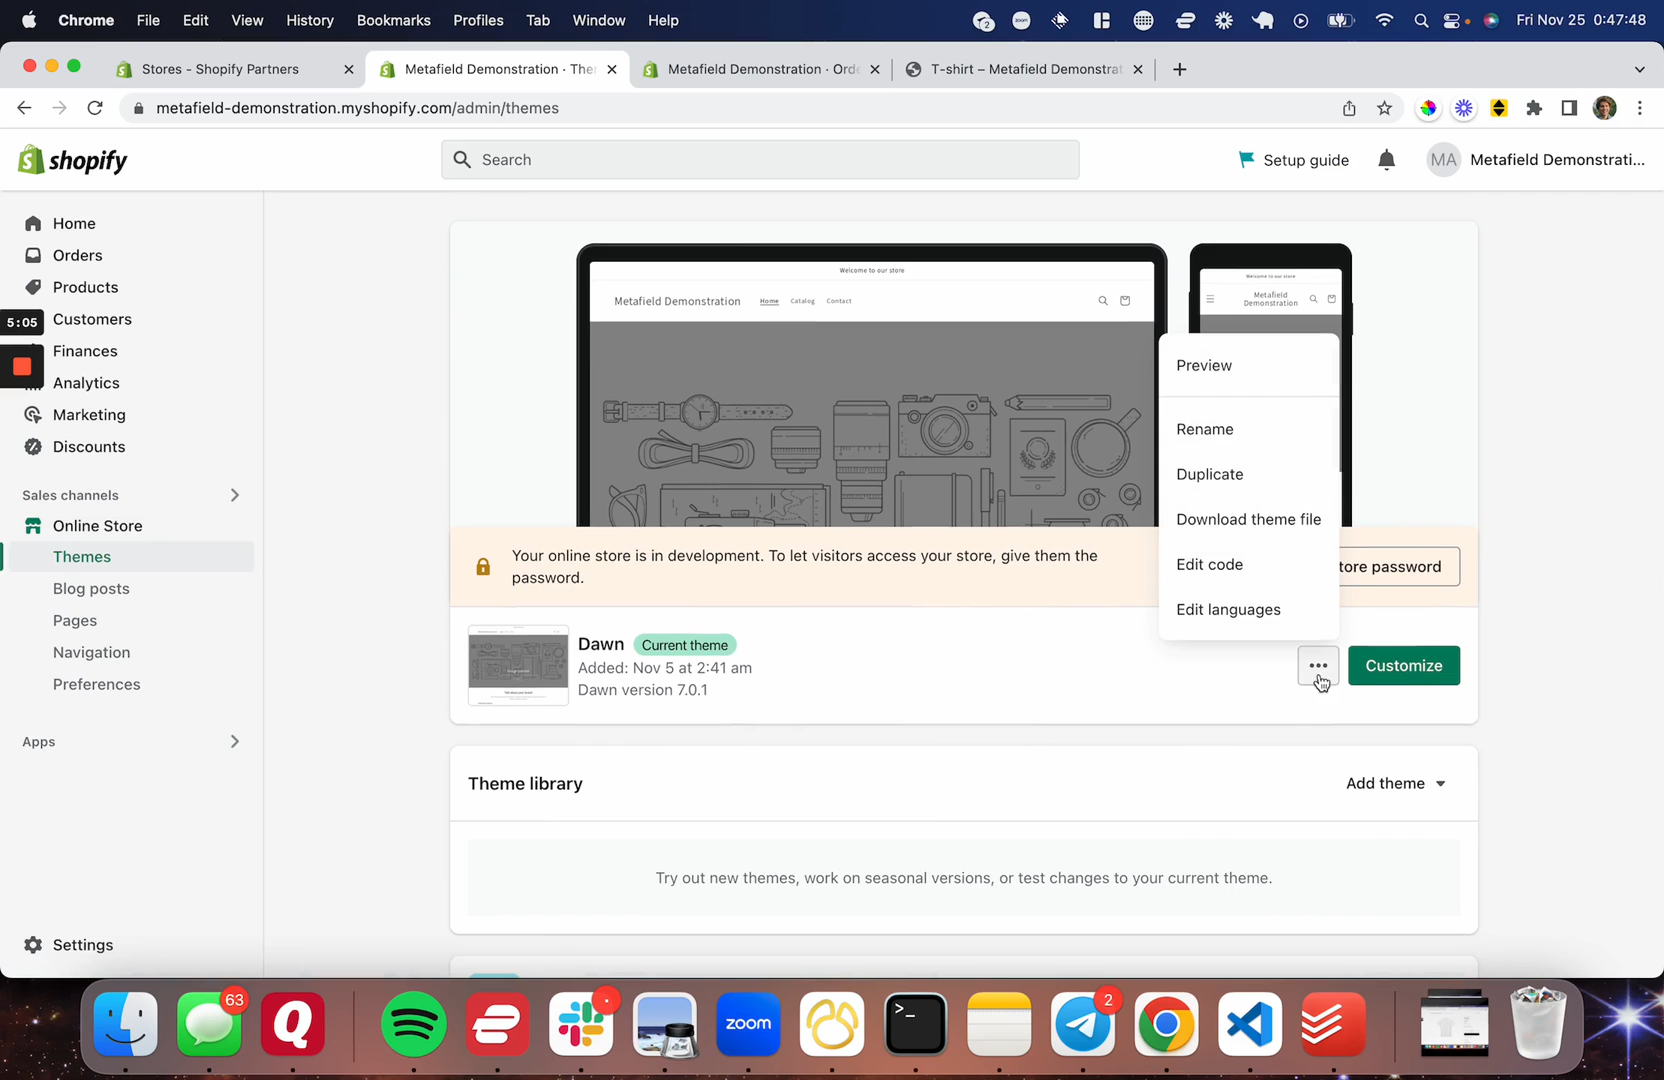 Chrome File Edit View History Bookmarks Profiles Tab Window Help
2 zoom Fri Nov 25 0:47:48
Stores - Shopify Partners
Metafield Demonstration · The
Metafield Demonstration · Orde
T-shirt – Metafield Demonstrat
metafield-demonstration.myshopify.com/admin/themes
shopify
Search
Setup guide
MA Metafield Demonstrati...
Home
Orders
Products
Customers
5:05
Finances
Analytics
Marketing
Discounts
Sales channels
Online Store
Themes
Blog posts
Pages
Navigation
Preferences
Apps
Settings
Welcome to our store
Metafield Demonstration Home Catalog Contact
Welcome to our store
Metafield
Demonstration
Preview
Rename
Duplicate
Download theme file
Edit code
Edit languages
Your online store is in development. To let visitors access your store, give them the
password.
tore password
Dawn Current theme
Added: Nov 5 at 2:41 am
Dawn version 7.0.1
Customize
Theme library
Add theme
Try out new themes, work on seasonal versions, or test changes to your current theme.
63
zoom
2